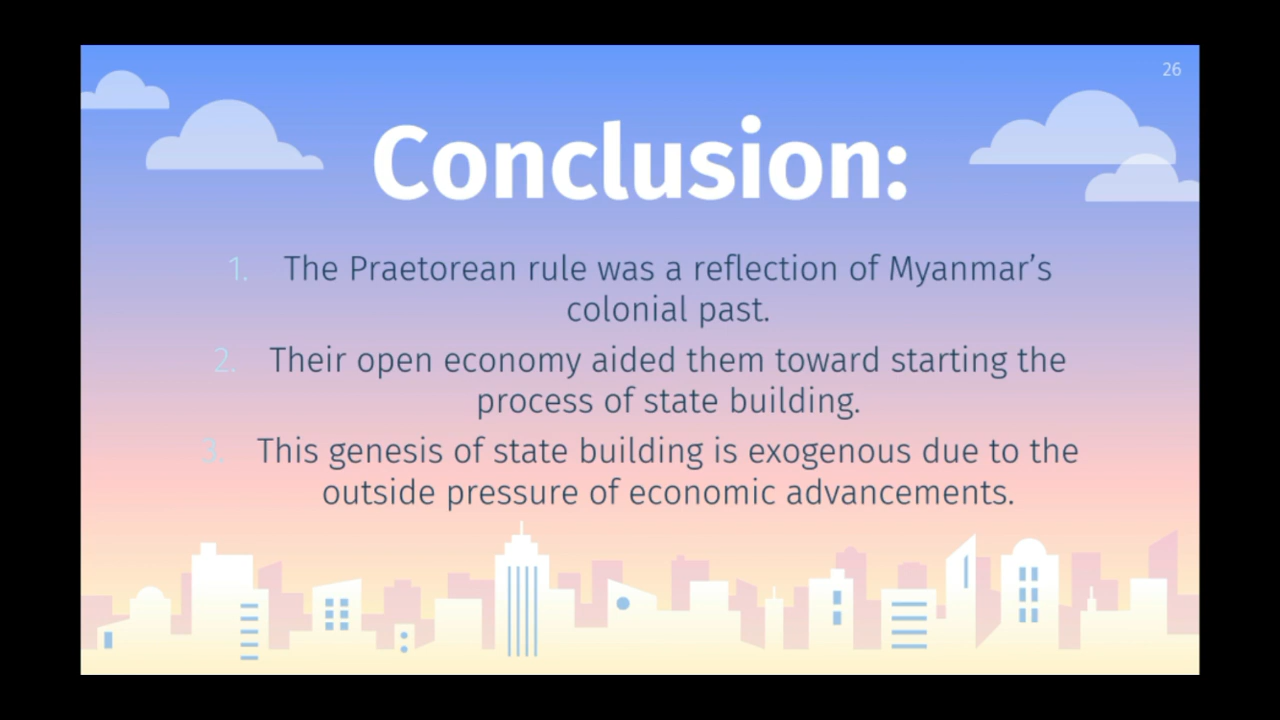 26
Conclusion:
1. The Praetorean rule was a reflection of Myanmar’s
colonial past.
2. Their open economy aided them toward starting the
process of state building.
3. This genesis of state building is exogenous due to the
outside pressure of economic advancements.